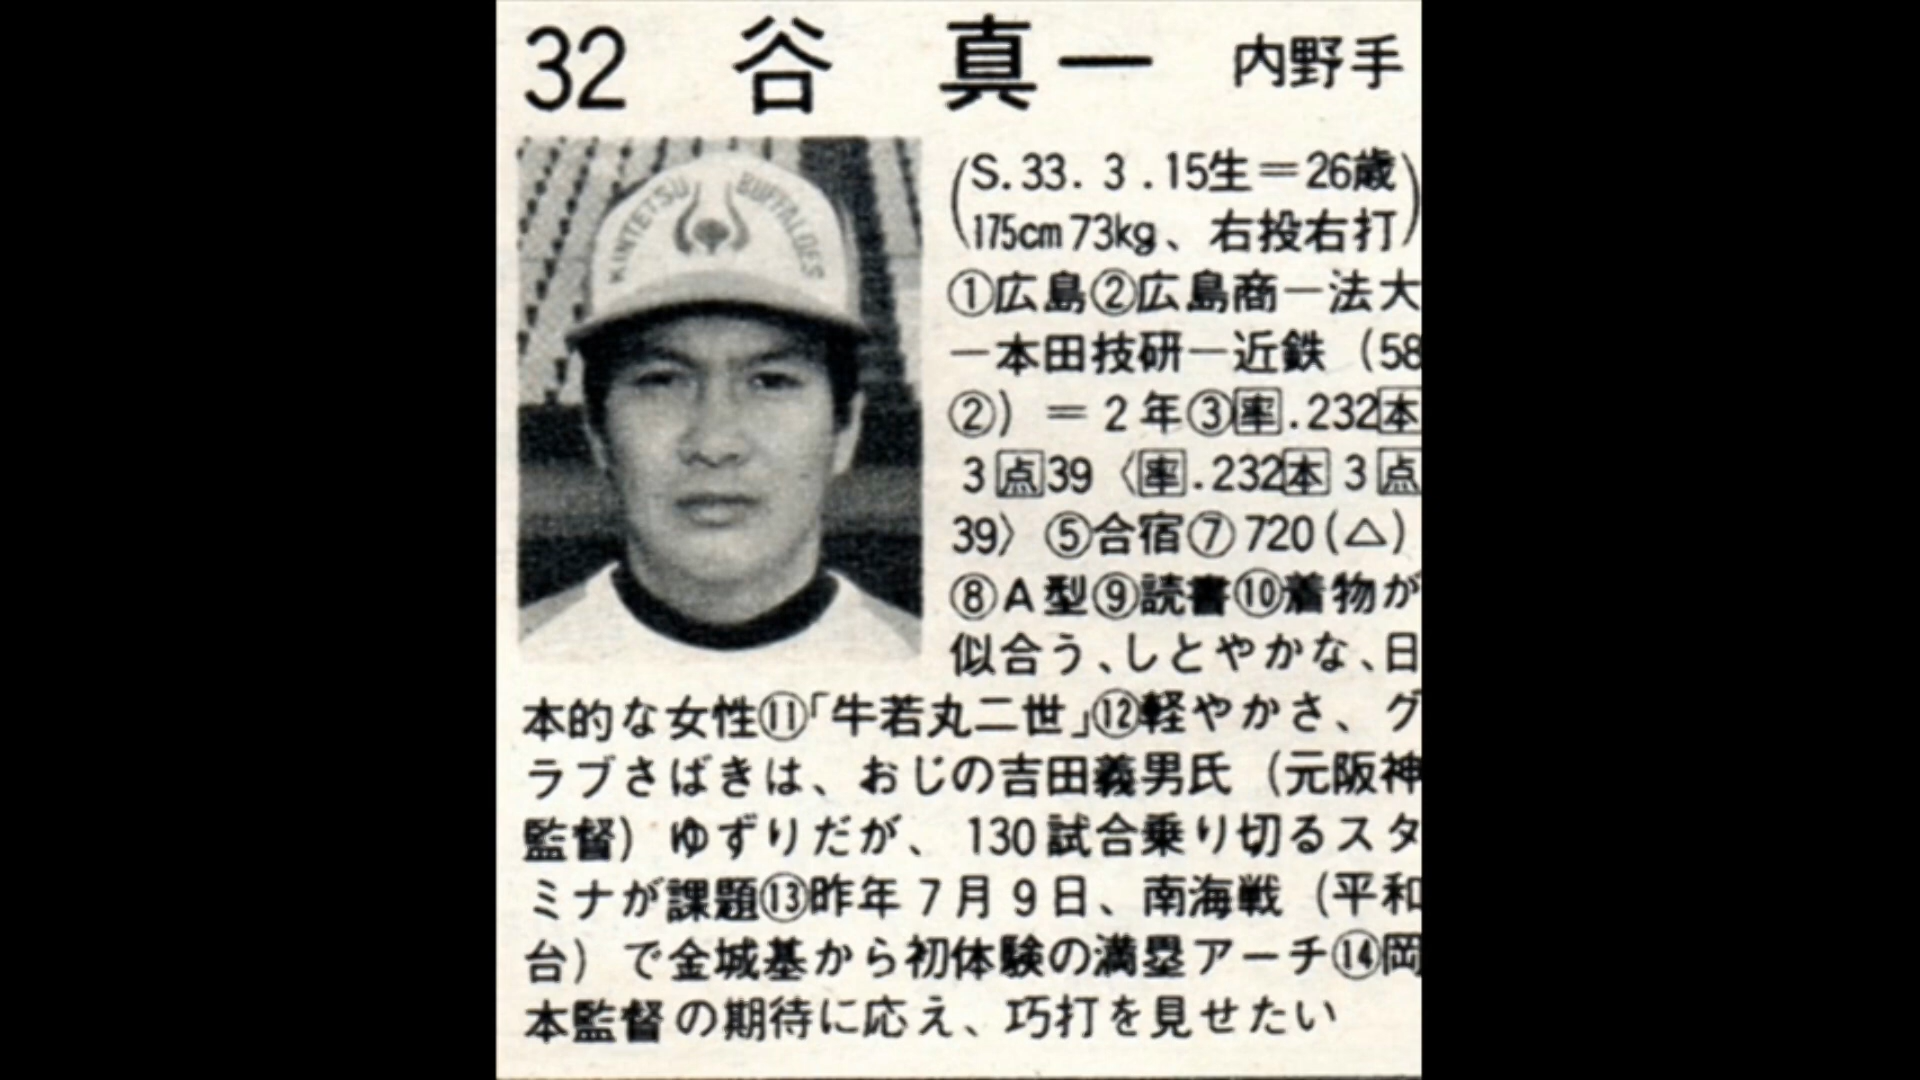 32 谷 真一 内野手
KINTETSU BUFFALOES
(S.33.3.15生＝26歳
175cm73kg、右投右打)
①広島②広島商－法大
－本田技研－近鉄（58
②）＝2年③率.232本
3点39〈率.232本3点
39〉⑤合宿⑦720(△)
⑧A型⑨読書⑩着物が
似合う、しとやかな、日
本的な女性⑪「牛若丸二世」⑫軽やかさ、グ
ラブさばきは、おじの吉田義男氏（元阪神
監督）ゆずりだが、130試合乗り切るスタ
ミナが課題⑬昨年7月9日、南海戦（平和
台）で金城基から初体験の満塁アーチ⑭岡
本監督の期待に応え、巧打を見せたい